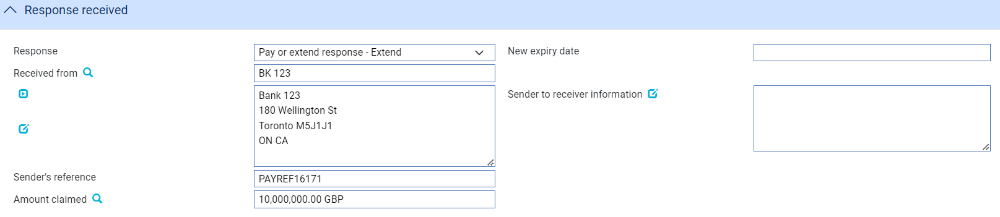 Response received
Response
Pay or extend response - Extend
New expiry date
Received from
BK 123
Bank 123
180 Wellington St
Toronto M5J1J1
ON CA
Sender to receiver information
Sender's reference
PAYREF16171
Amount claimed
10,000,000.00 GBP